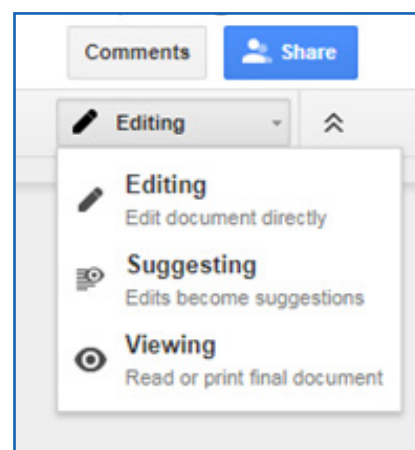 Comments Share
Editing
Editing
Edit document directly
Suggesting
Edits become suggestions
Viewing
Read or print final document